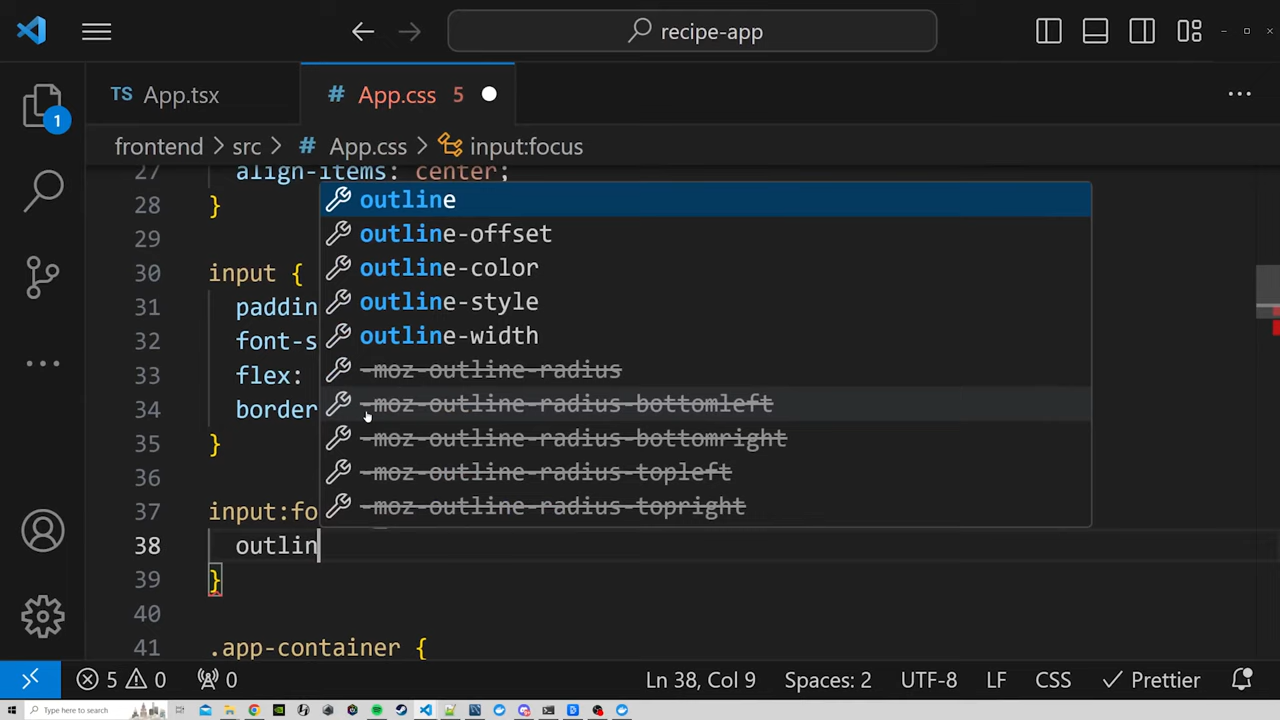 recipe-app
TS App.tsx
# App.css 5
1
frontend > src > # App.css > input:focus
27 align-items: center;
28 }
29
30 input {
31 paddin
32 font-s
33 flex:
34 border
35 }
36
37 input:fo
38 outlin
39 }
40
41 .app-container {
outline
outline-offset
outline-color
outline-style
outline-width
-moz-outline-radius
-moz-outline-radius-bottomleft
-moz-outline-radius-bottomright
-moz-outline-radius-topleft
-moz-outline-radius-topright
5 0 0 Ln 38, Col 9 Spaces: 2 UTF-8 LF CSS Prettier
Type here to search